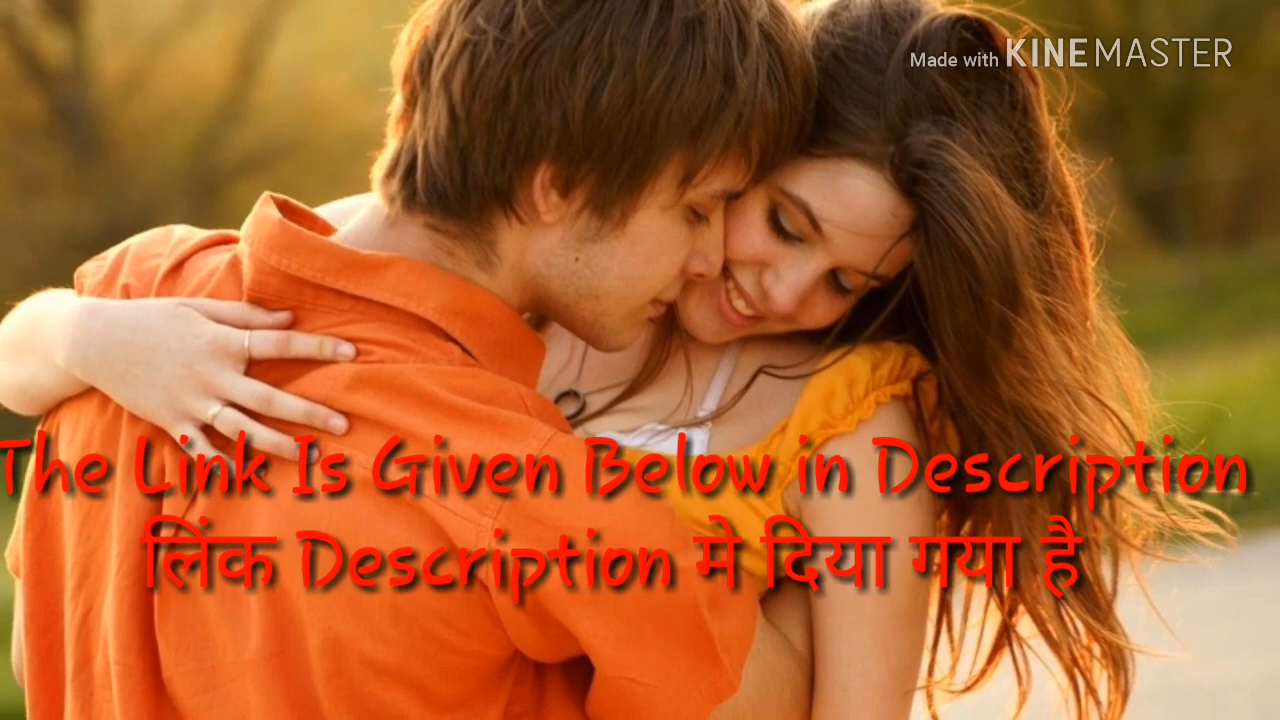 Made with KINEMASTER
The Link Is Given Below in Description
लिंक Description मे दिया गया है